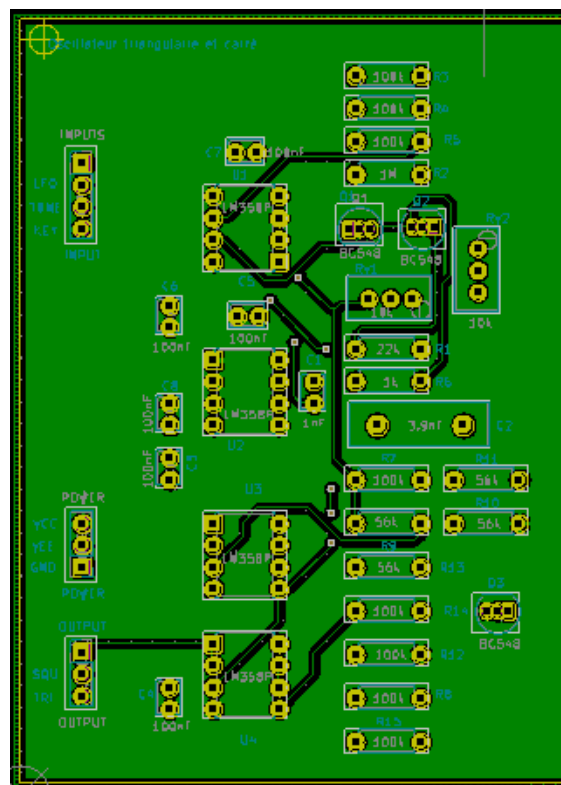 Oscillateur triangulaire et carré
100k R3
100k R4
INPUTS
100k R5
C7 100nF
1M R2
U1
LFO
LM358P
Q1
Q2
TUNE
RV2
KEY
BC548
BC548
INPUT
C5
RV1
C6
10k
10k
100nF
100nF
22k R1
C1
1k R6
C8
LM358P
100nF
1nF
3.9nF C2
U2
R7
R11
100nF
C3
100k
56k
U3
R10
POWER
VCC
56k
56k
VEE
R9
LM358P
GND
56k R13
D3
POWER
100k R14
OUTPUT
BC548
100k R12
SQU
LM358P
C4
TRI
100k R8
OUTPUT
100nF
R15
U4
100k